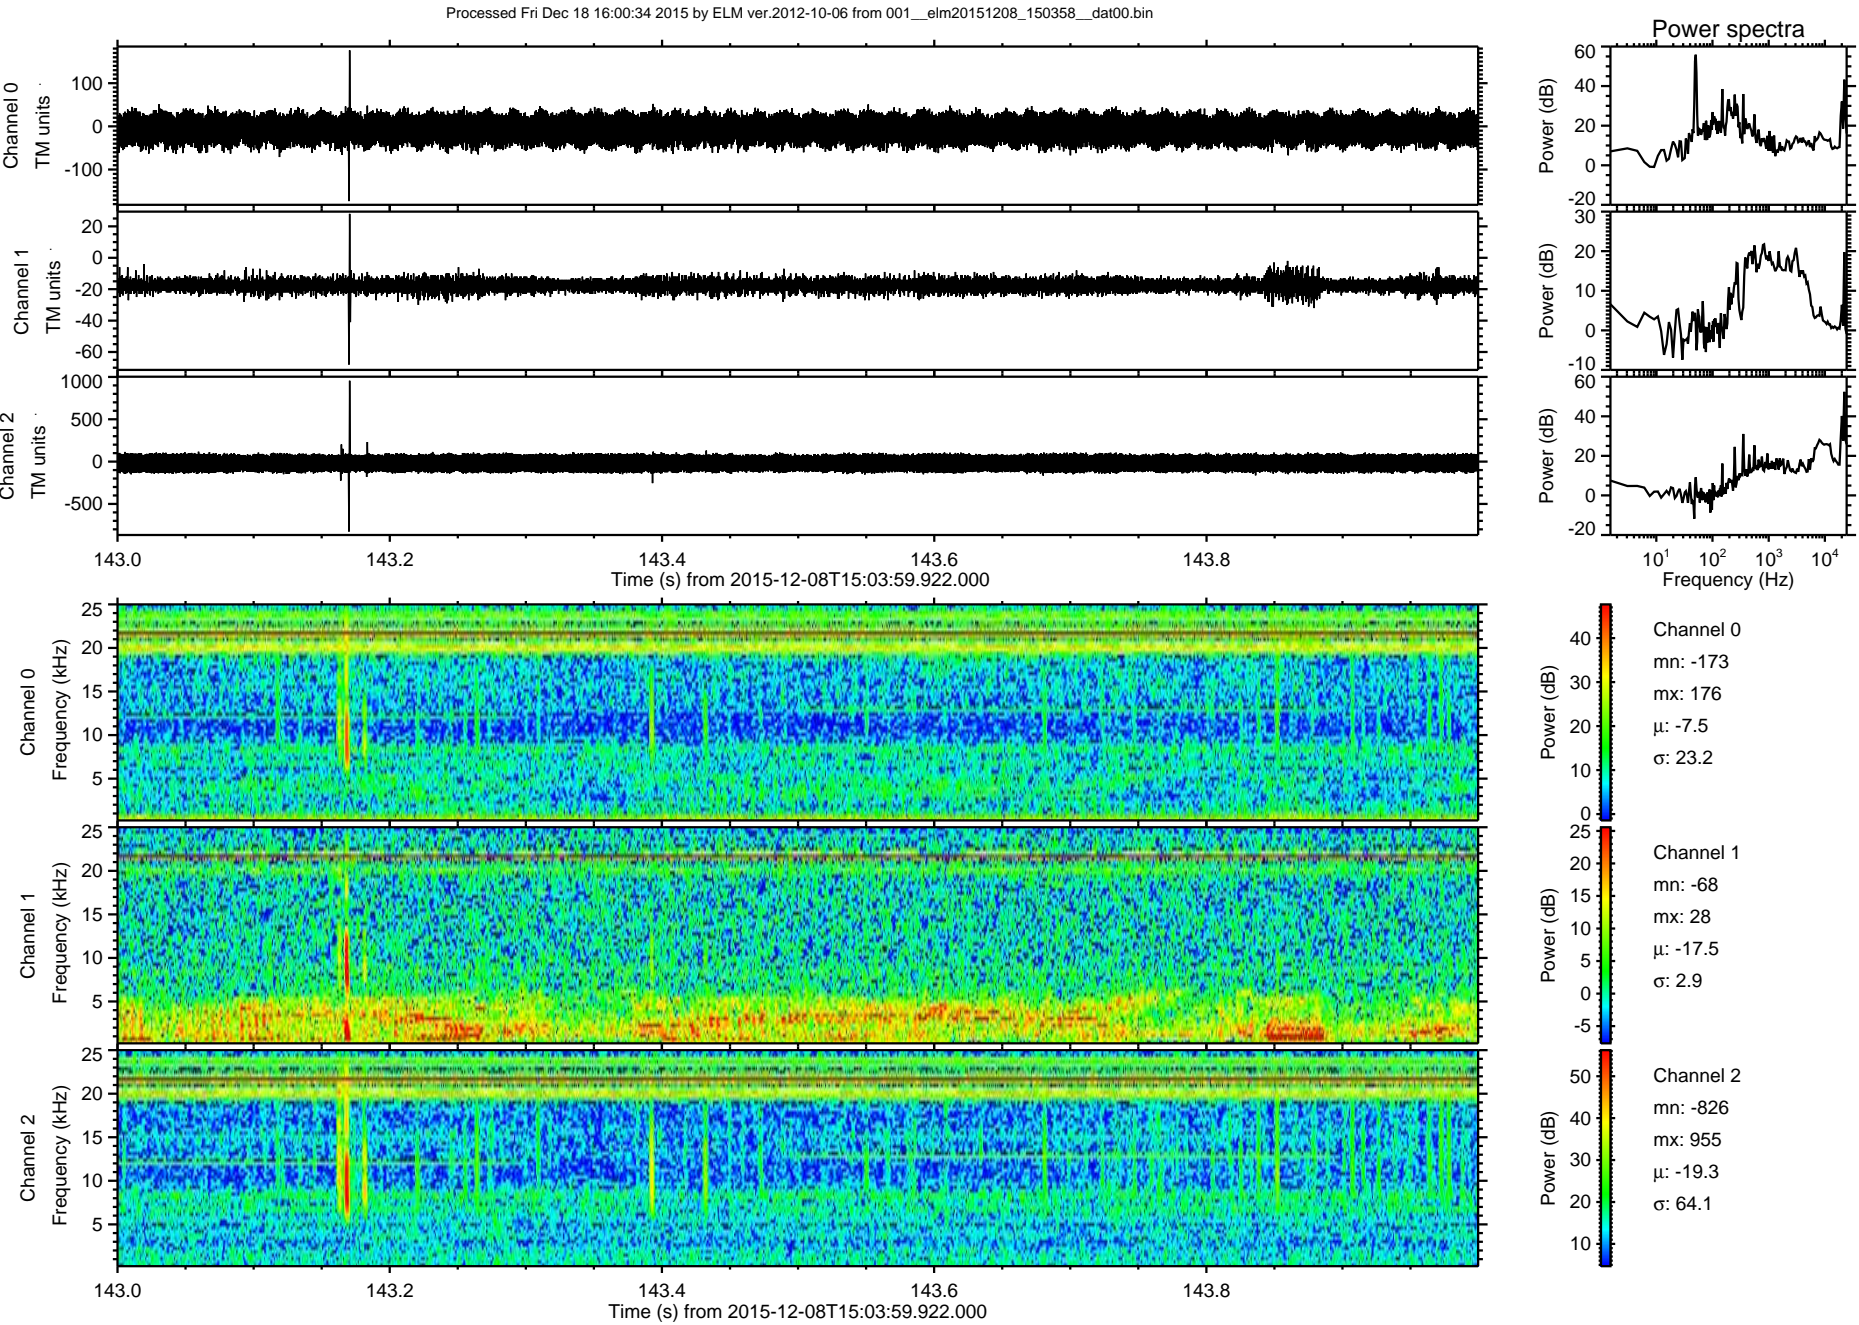 Processed Fri Dec 18 16:00:34 2015 by ELM ver.2012-10-06 from 001__elm20151208_150358__dat00.bin
Power spectra
Channel 0
TM units
100
0
-100
Power (dB)
60
40
20
0
-20
Channel 1
TM units
20
0
-20
-40
-60
Power (dB)
30
20
10
0
-10
Channel 2
TM units
1000
500
0
-500
Power (dB)
60
40
20
0
-20
143.0 143.2 143.4 143.6 143.8
Time (s) from 2015-12-08T15:03:59.922.000
10^1 10^2 10^3 10^4
Frequency (Hz)
Channel 0
Frequency (kHz)
25
20
15
10
5
Power (dB)
40
30
20
10
0
Channel 0
mn: -173
mx: 176
μ: -7.5
σ: 23.2
Channel 1
Frequency (kHz)
25
20
15
10
5
Power (dB)
25
20
15
10
5
0
-5
Channel 1
mn: -68
mx: 28
μ: -17.5
σ: 2.9
Channel 2
Frequency (kHz)
25
20
15
10
5
Power (dB)
50
40
30
20
10
Channel 2
mn: -826
mx: 955
μ: -19.3
σ: 64.1
143.0 143.2 143.4 143.6 143.8
Time (s) from 2015-12-08T15:03:59.922.000